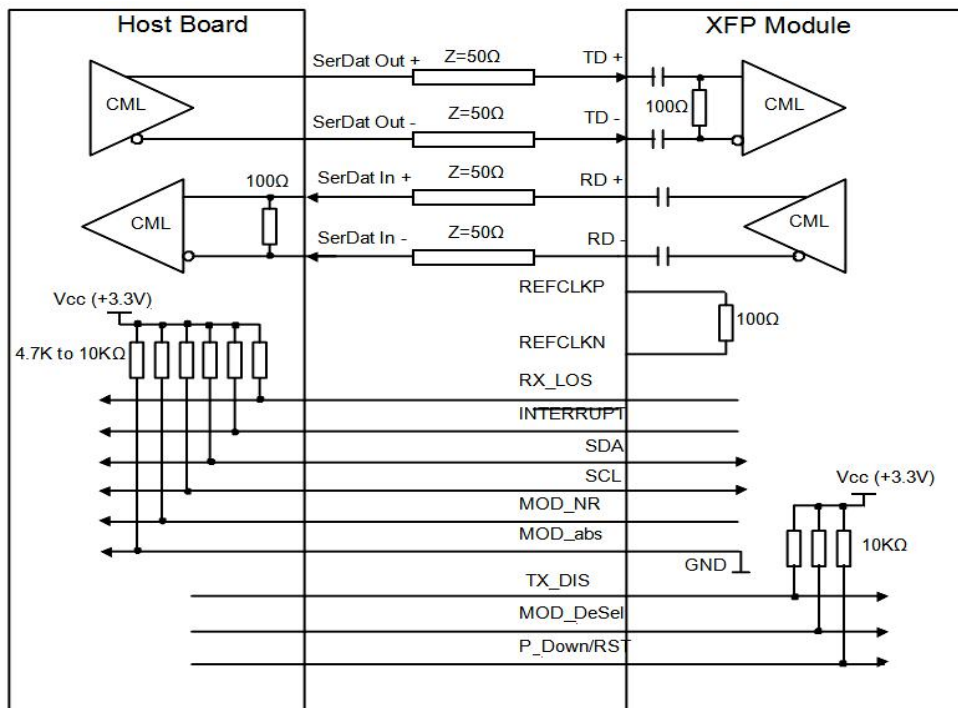 Host Board
XFP Module
SerDat Out +
Z=50Ω
TD +
CML
100Ω
CML
SerDat Out -
Z=50Ω
TD -
100Ω
SerDat In +
Z=50Ω
RD +
CML
CML
SerDat In -
Z=50Ω
RD -
REFCLKP
Vcc (+3.3V)
100Ω
REFCLKN
4.7K to 10KΩ
RX_LOS
INTERRUPT
SDA
SCL
Vcc (+3.3V)
MOD_NR
MOD_abs
10KΩ
GND
TX_DIS
MOD_DeSel
P_Down/RST